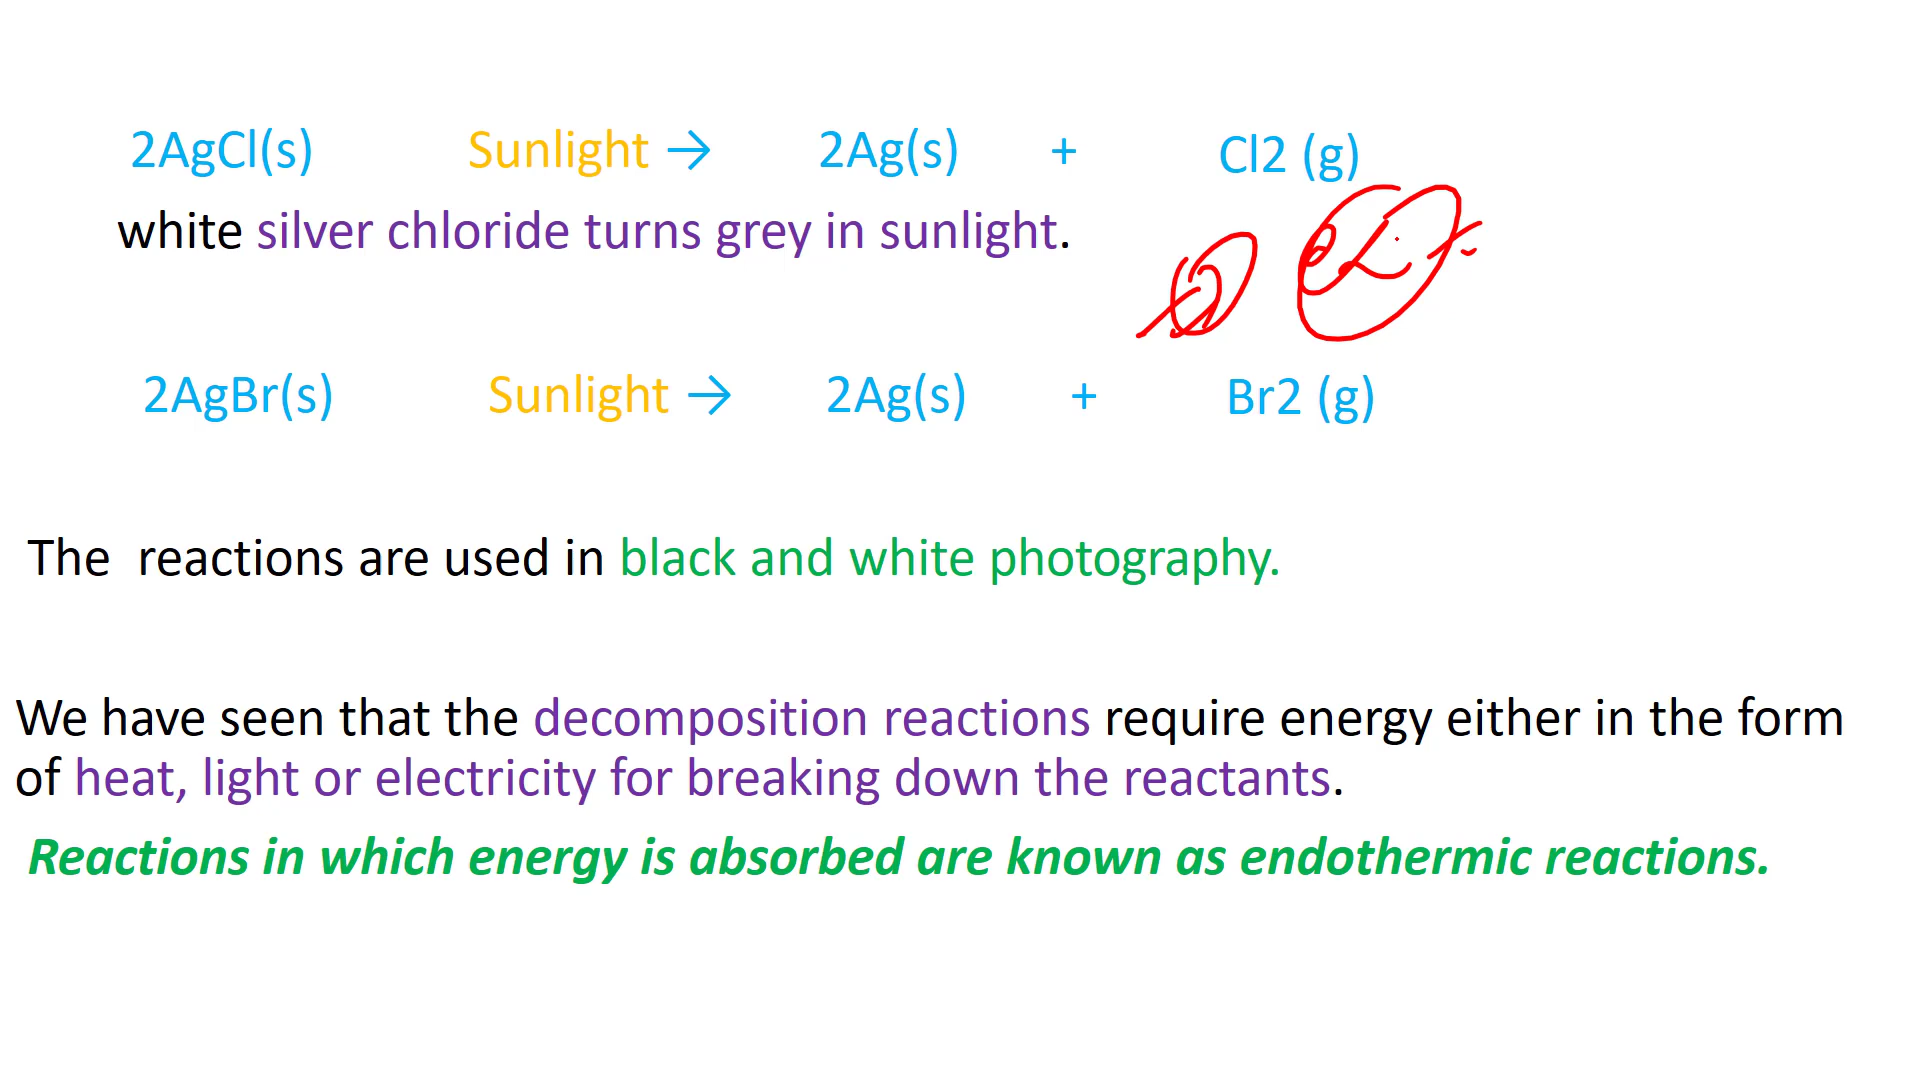 2AgCl(s) Sunlight → 2Ag(s) + Cl2 (g)
white silver chloride turns grey in sunlight.
2AgBr(s) Sunlight → 2Ag(s) + Br2 (g)
The reactions are used in black and white photography.
We have seen that the decomposition reactions require energy either in the form
of heat, light or electricity for breaking down the reactants.
Reactions in which energy is absorbed are known as endothermic reactions.